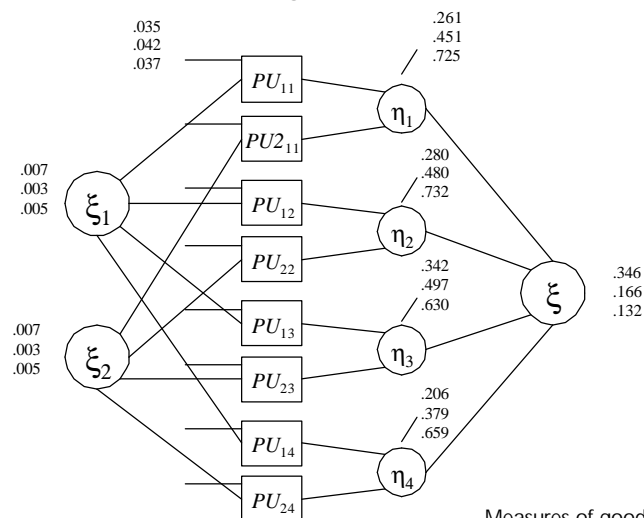 .035
.042
.037
.261
.451
.725
PU11
η1
PU211
.007
.003
.005
ξ1
.280
.480
.732
PU12
η2
PU22
.342
.497
.630
ξ
.346
.166
.132
PU13
.007
.003
.005
ξ2
η3
PU23
.206
.379
.659
PU14
η4
PU24
Measures of good